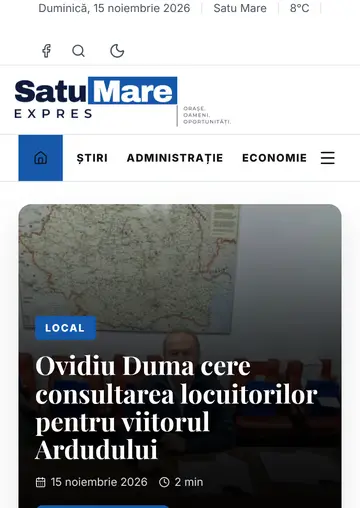 Duminică, 15 noiembrie 2026 Satu Mare 8°C
Satu Mare
EXPRES
ORAȘE.
OAMENI.
OPORTUNITĂȚI.
ȘTIRI ADMINISTRAȚIE ECONOMIE
LOCAL
Ovidiu Duma cere
consultarea locuitorilor
pentru viitorul
Ardudului
15 noiembrie 2026 2 min